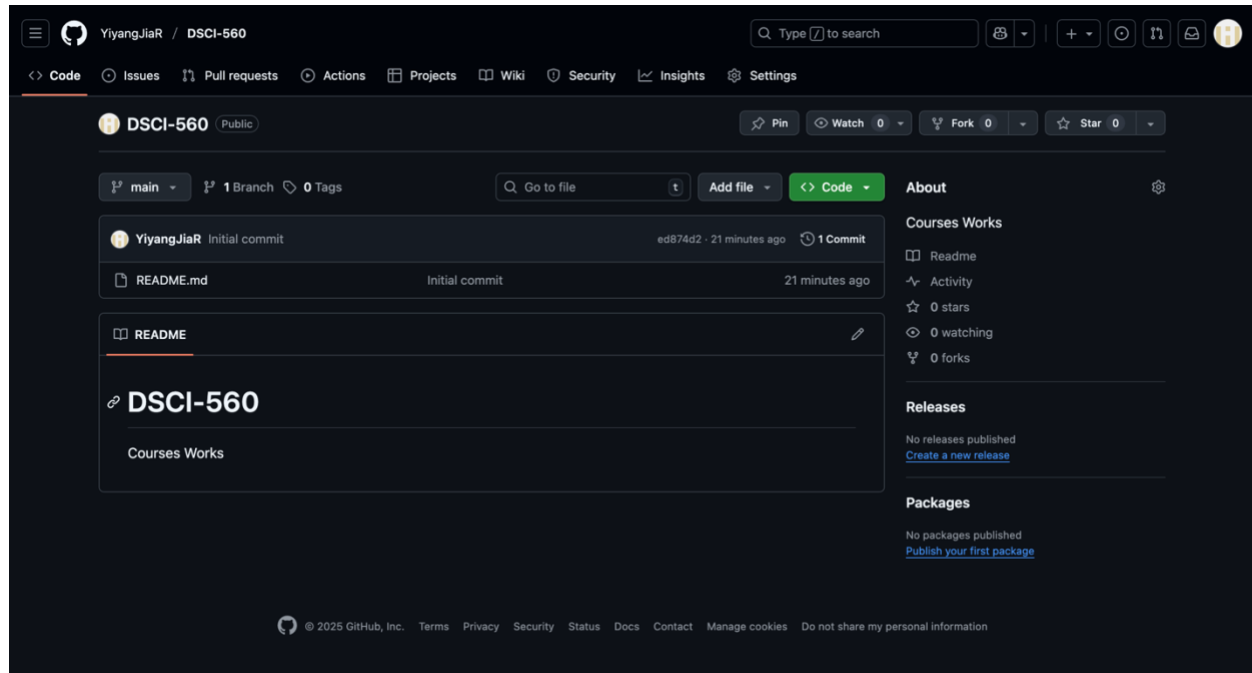 YiyangJiaR / DSCI-560
Type / to search
Code Issues Pull requests Actions Projects Wiki Security Insights Settings
DSCI-560 Public
Pin Watch 0 Fork 0 Star 0
main 1 Branch 0 Tags
Go to file t Add file Code
YiyangJiaR Initial commit ed874d2 · 21 minutes ago 1 Commit
README.md Initial commit 21 minutes ago
README
DSCI-560
Courses Works
About
Courses Works
Readme
Activity
0 stars
0 watching
0 forks
Releases
No releases published
Create a new release
Packages
No packages published
Publish your first package
© 2025 GitHub, Inc. Terms Privacy Security Status Docs Contact Manage cookies Do not share my personal information